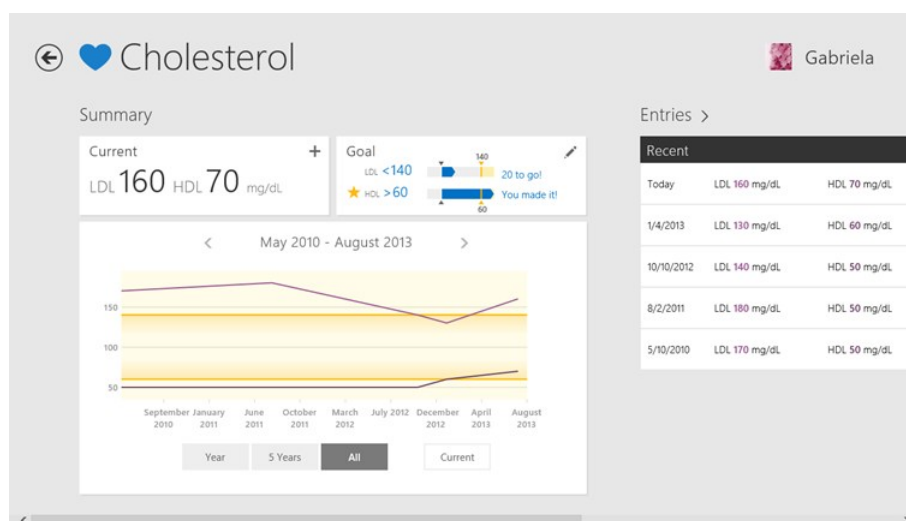 Cholesterol
Gabriela
Summary
Current +
LDL 160 HDL 70 mg/dL
Goal
140
LDL <140
20 to go!
HDL >60
You made it!
60
May 2010 - August 2013
150
100
50
September 2010
January 2011
June 2011
October 2011
March 2012
July 2012
December 2012
April 2013
August 2013
Year
5 Years
All
Current
Entries >
Recent
Today LDL 160 mg/dL HDL 70 mg/dL
1/4/2013 LDL 130 mg/dL HDL 60 mg/dL
10/10/2012 LDL 140 mg/dL HDL 50 mg/dL
8/2/2011 LDL 180 mg/dL HDL 50 mg/dL
5/10/2010 LDL 170 mg/dL HDL 50 mg/dL